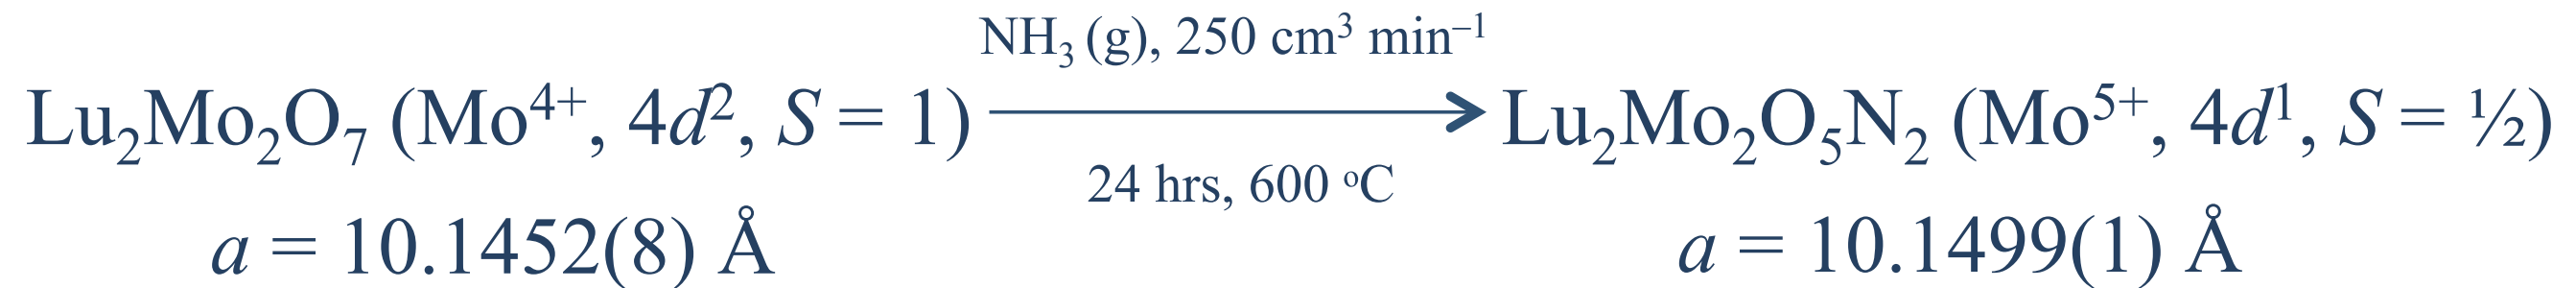 NH₃ (g), 250 cm³ min⁻¹
Lu₂Mo₂O₇ (Mo⁴⁺, 4d², S = 1) → Lu₂Mo₂O₅N₂ (Mo⁵⁺, 4d¹, S = ½)
24 hrs, 600 ºC
a = 10.1452(8) Å a = 10.1499(1) Å